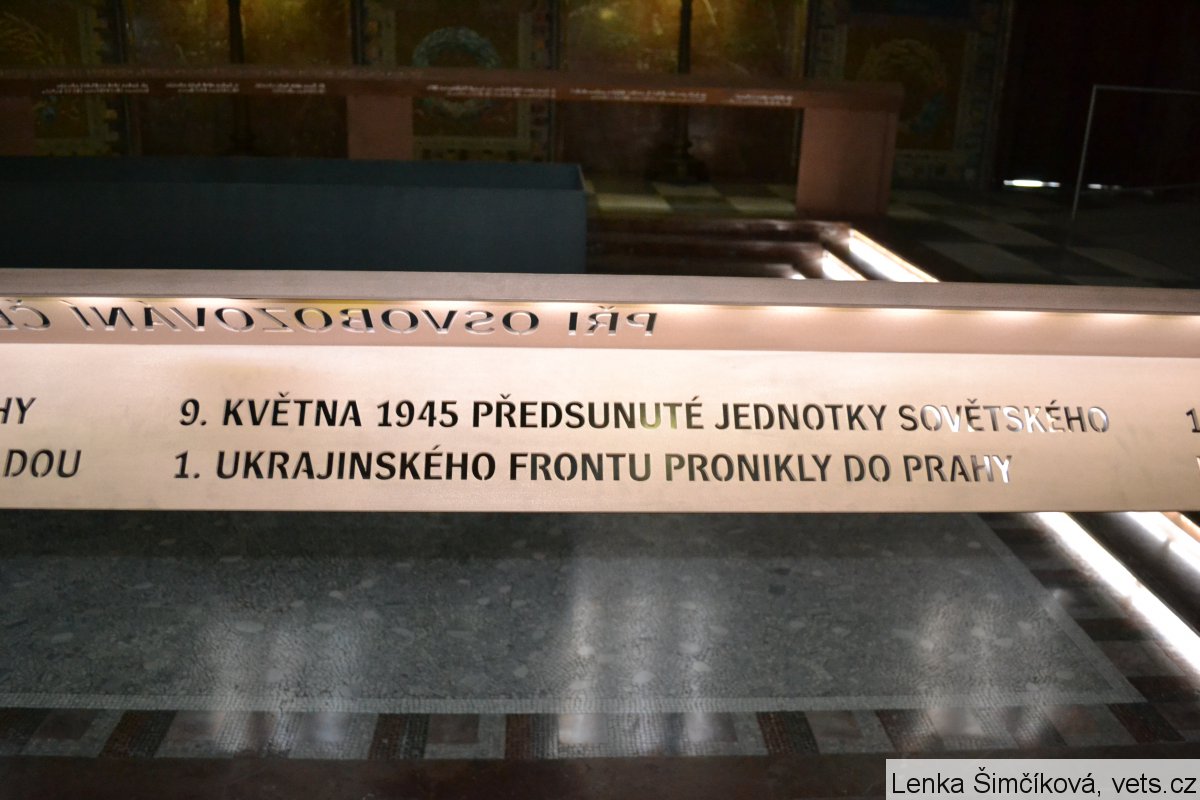 PŘI OSVOBOZOVÁNÍ
HY
9. KVĚTNA 1945 PŘEDSUNUTÉ JEDNOTKY SOVĚTSKÉHO
DOU
1. UKRAJINSKÉHO FRONTU PRONIKLY DO PRAHY
Lenka Šimčíková, vets.cz